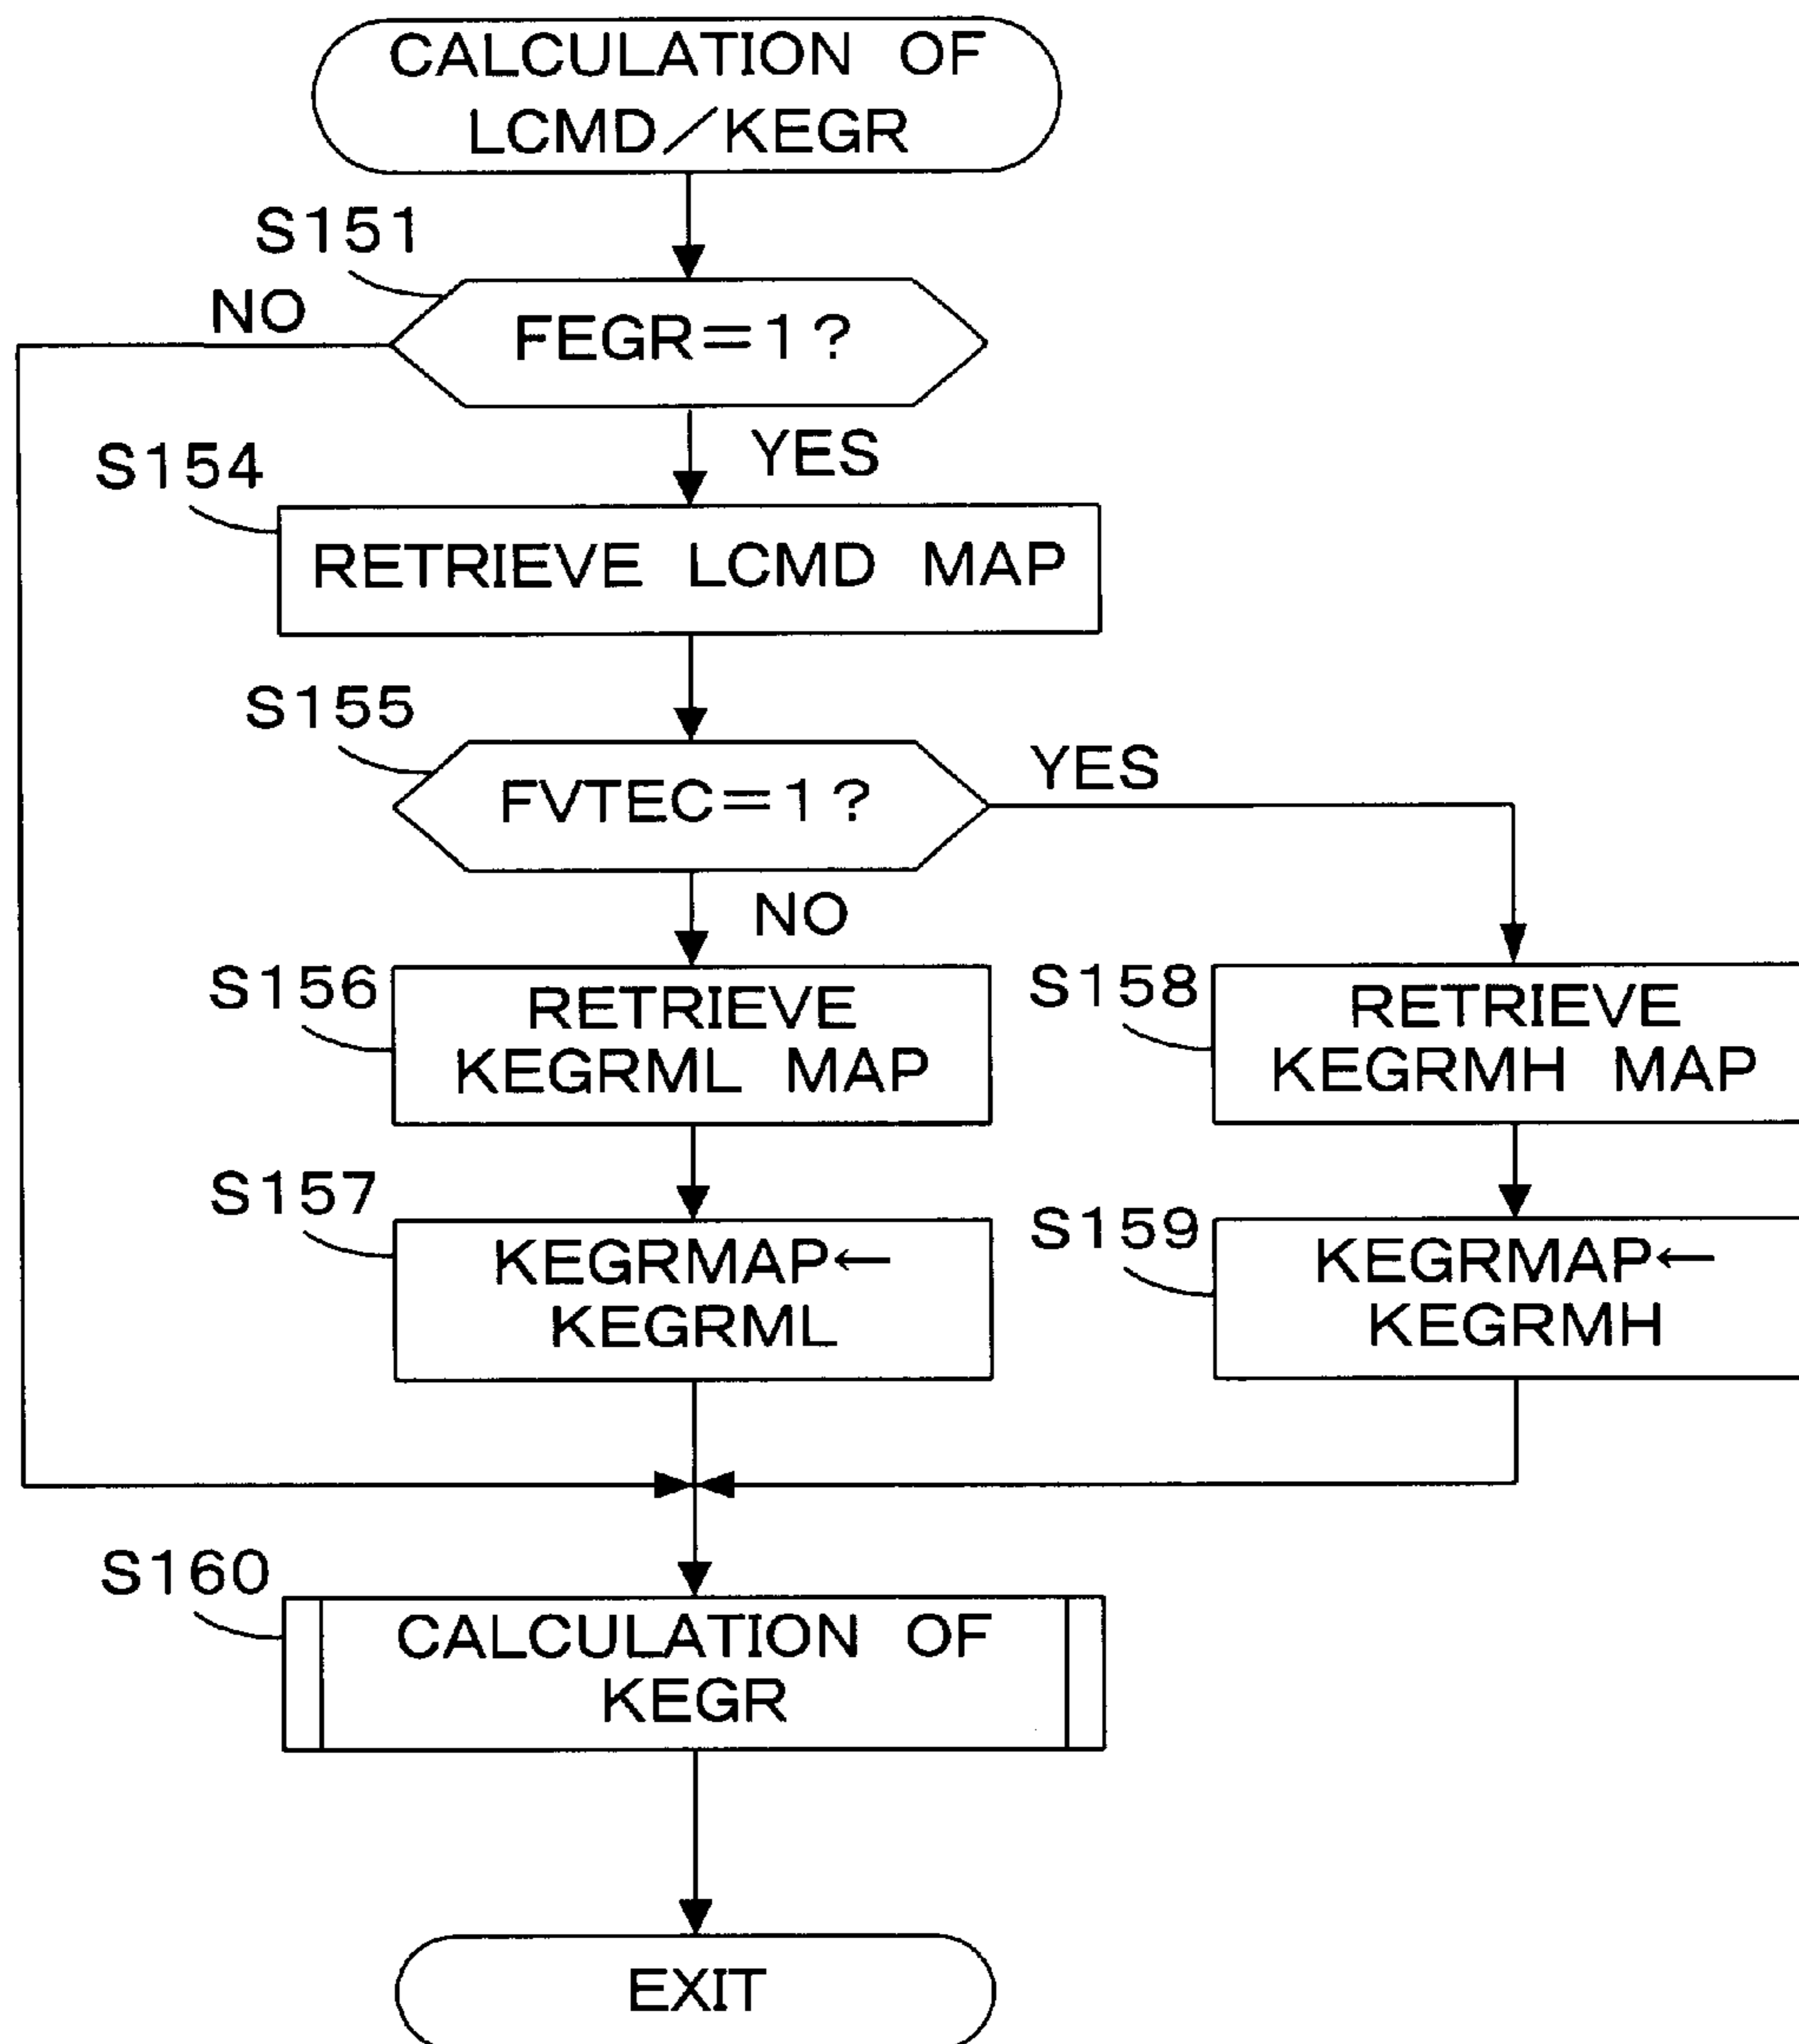 CALCULATION OF
LCMD/KEGR
S151
NO
FEGR=1?
YES
S154
RETRIEVE LCMD MAP
S155
FVTEC=1?
YES
NO
S156
RETRIEVE
KEGRML MAP
S158
RETRIEVE
KEGRMH MAP
S157
KEGRMAP←
KEGRML
S159
KEGRMAP←
KEGRMH
S160
CALCULATION OF
KEGR
EXIT